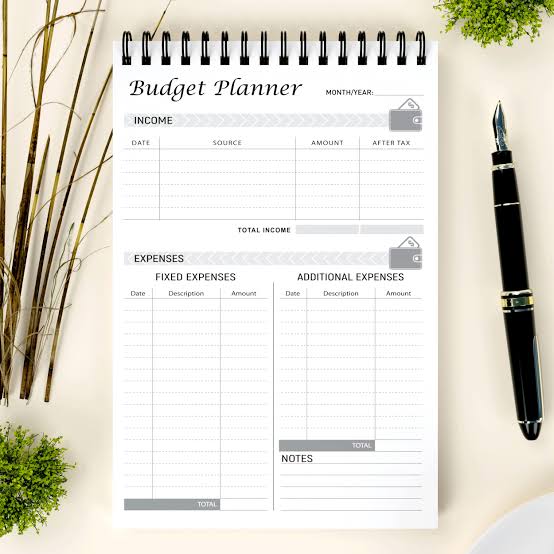 Budget Planner
MONTH/YEAR:
INCOME
DATE SOURCE AMOUNT AFTER TAX
TOTAL INCOME
EXPENSES
FIXED EXPENSES ADDITIONAL EXPENSES
Date Description Amount Date Description Amount
TOTAL
NOTES
TOTAL